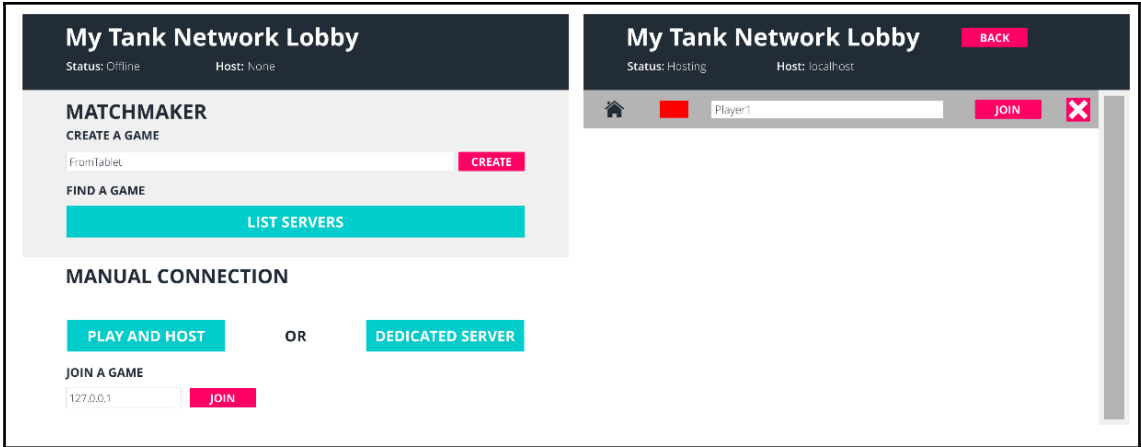 My Tank Network Lobby
Status: Offline Host: None
MATCHMAKER
CREATE A GAME
FromTablet CREATE
FIND A GAME
LIST SERVERS
MANUAL CONNECTION
PLAY AND HOST OR DEDICATED SERVER
JOIN A GAME
127.0.0.1 JOIN
My Tank Network Lobby BACK
Status: Hosting Host: localhost
Player1 JOIN